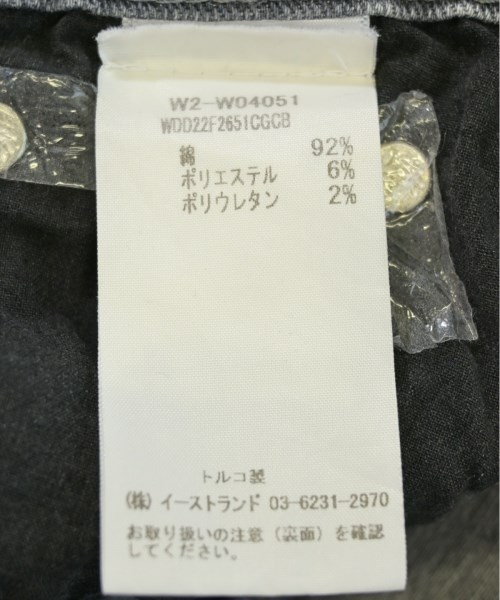 W2-W04051
WDD22F2651CGCB
綿 92%
ポリエステル 6%
ポリウレタン 2%
トルコ製
(株) イーストランド 03-6231-2970
お取り扱いの注意（裏面）を確認
してください。